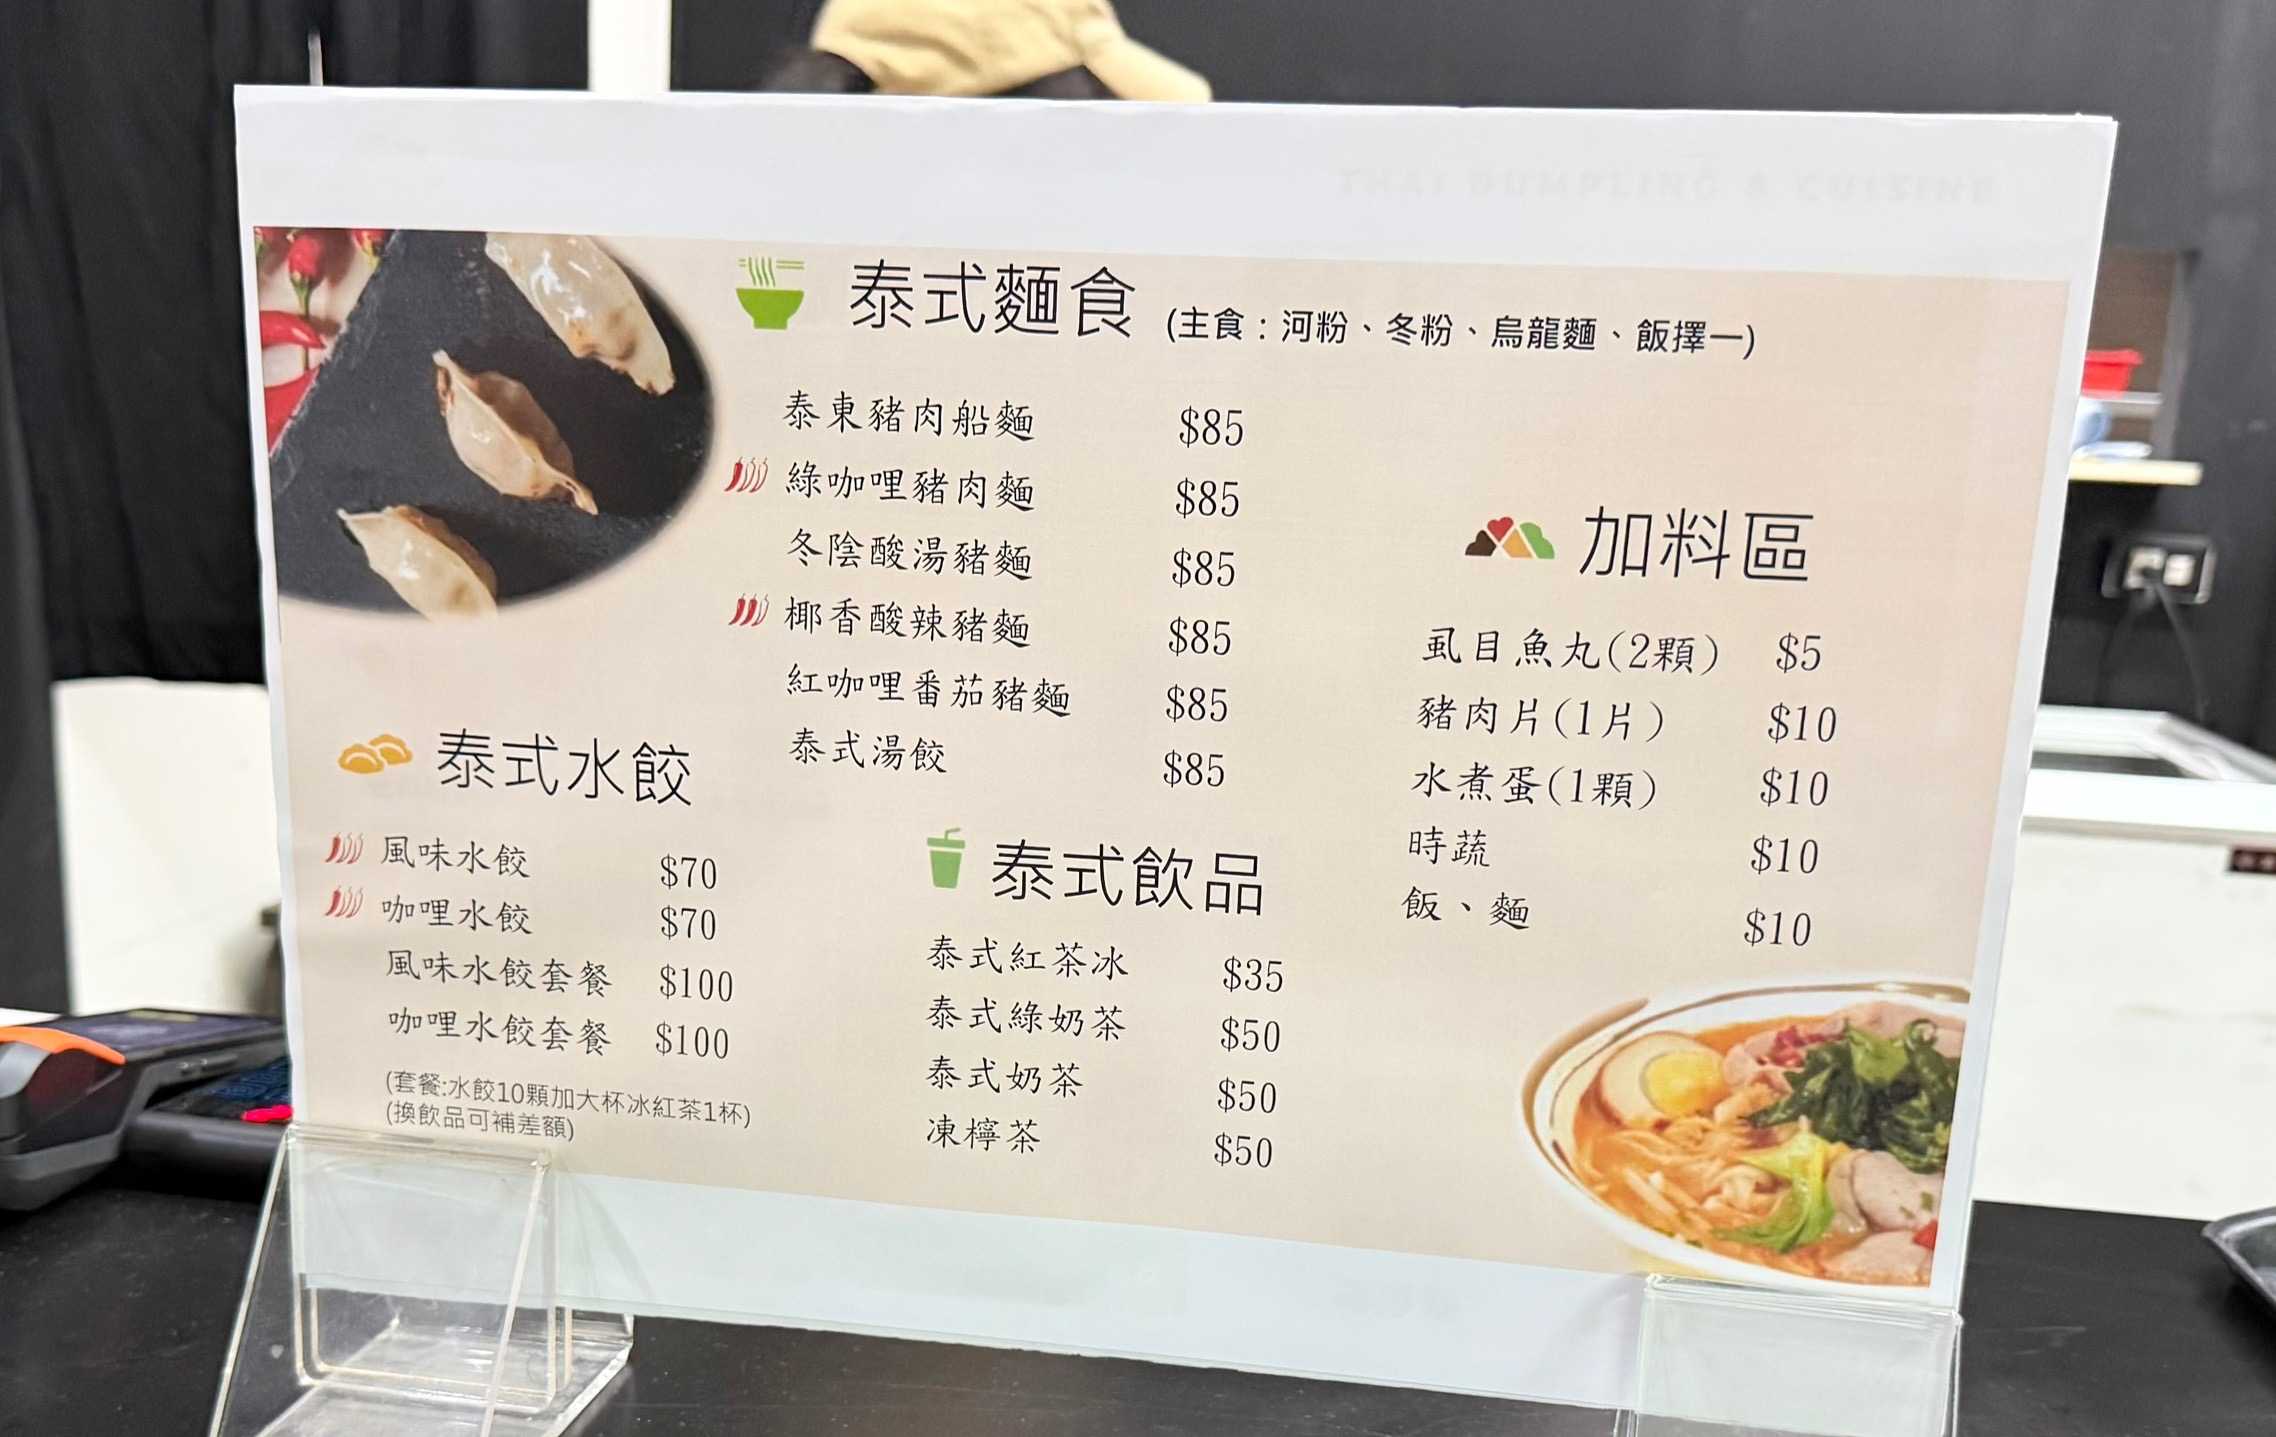 THAI DUMPLING & CUISINE
泰式麵食 (主食：河粉、冬粉、烏龍麵、飯擇一)
泰東豬肉船麵 $85
綠咖哩豬肉麵 $85
冬陰酸湯豬麵 $85
椰香酸辣豬麵 $85
紅咖哩番茄豬麵 $85
泰式湯餃 $85
泰式水餃
風味水餃 $70
咖哩水餃 $70
風味水餃套餐 $100
咖哩水餃套餐 $100
(套餐:水餃10顆加大杯冰紅茶1杯)
(換飲品可補差額)
泰式飲品
泰式紅茶冰 $35
泰式綠奶茶 $50
泰式奶茶 $50
凍檸茶 $50
加料區
虱目魚丸(2顆) $5
豬肉片(1片) $10
水煮蛋(1顆) $10
時蔬 $10
飯、麵 $10